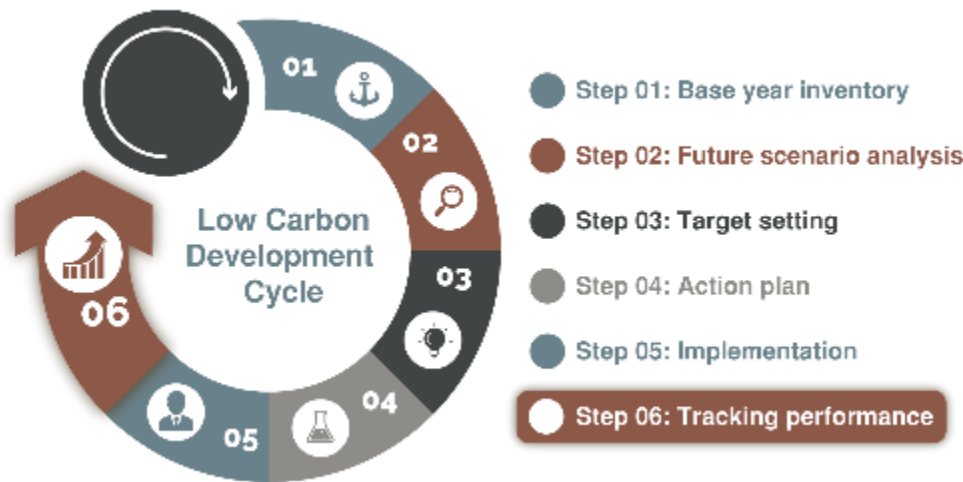 01
02
03
04
05
06
Low Carbon
Development
Cycle
Step 01: Base year inventory
Step 02: Future scenario analysis
Step 03: Target setting
Step 04: Action plan
Step 05: Implementation
Step 06: Tracking performance